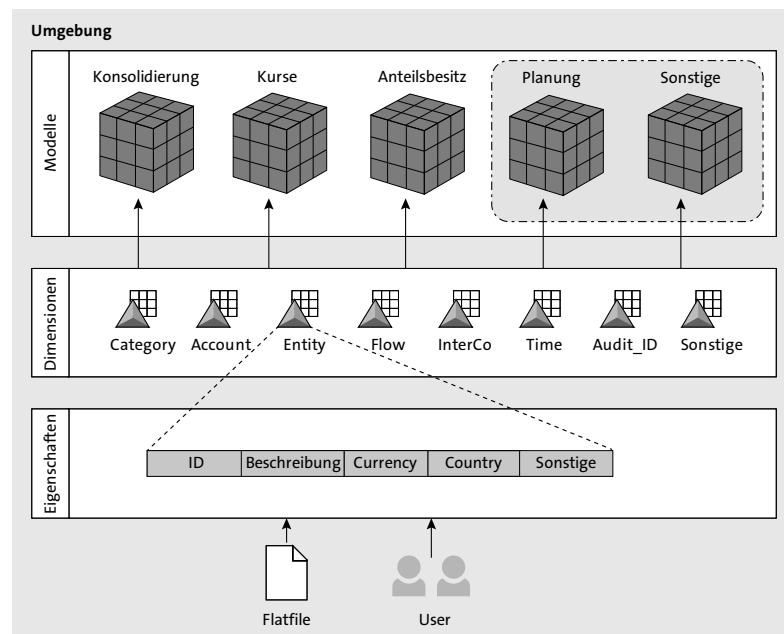 Umgebung
Modelle
Konsolidierung Kurse Anteilsbesitz Planung Sonstige
Dimensionen
Category Account Entity Flow InterCo Time Audit_ID Sonstige
Eigenschaften
ID Beschreibung Currency Country Sonstige
Flatfile User